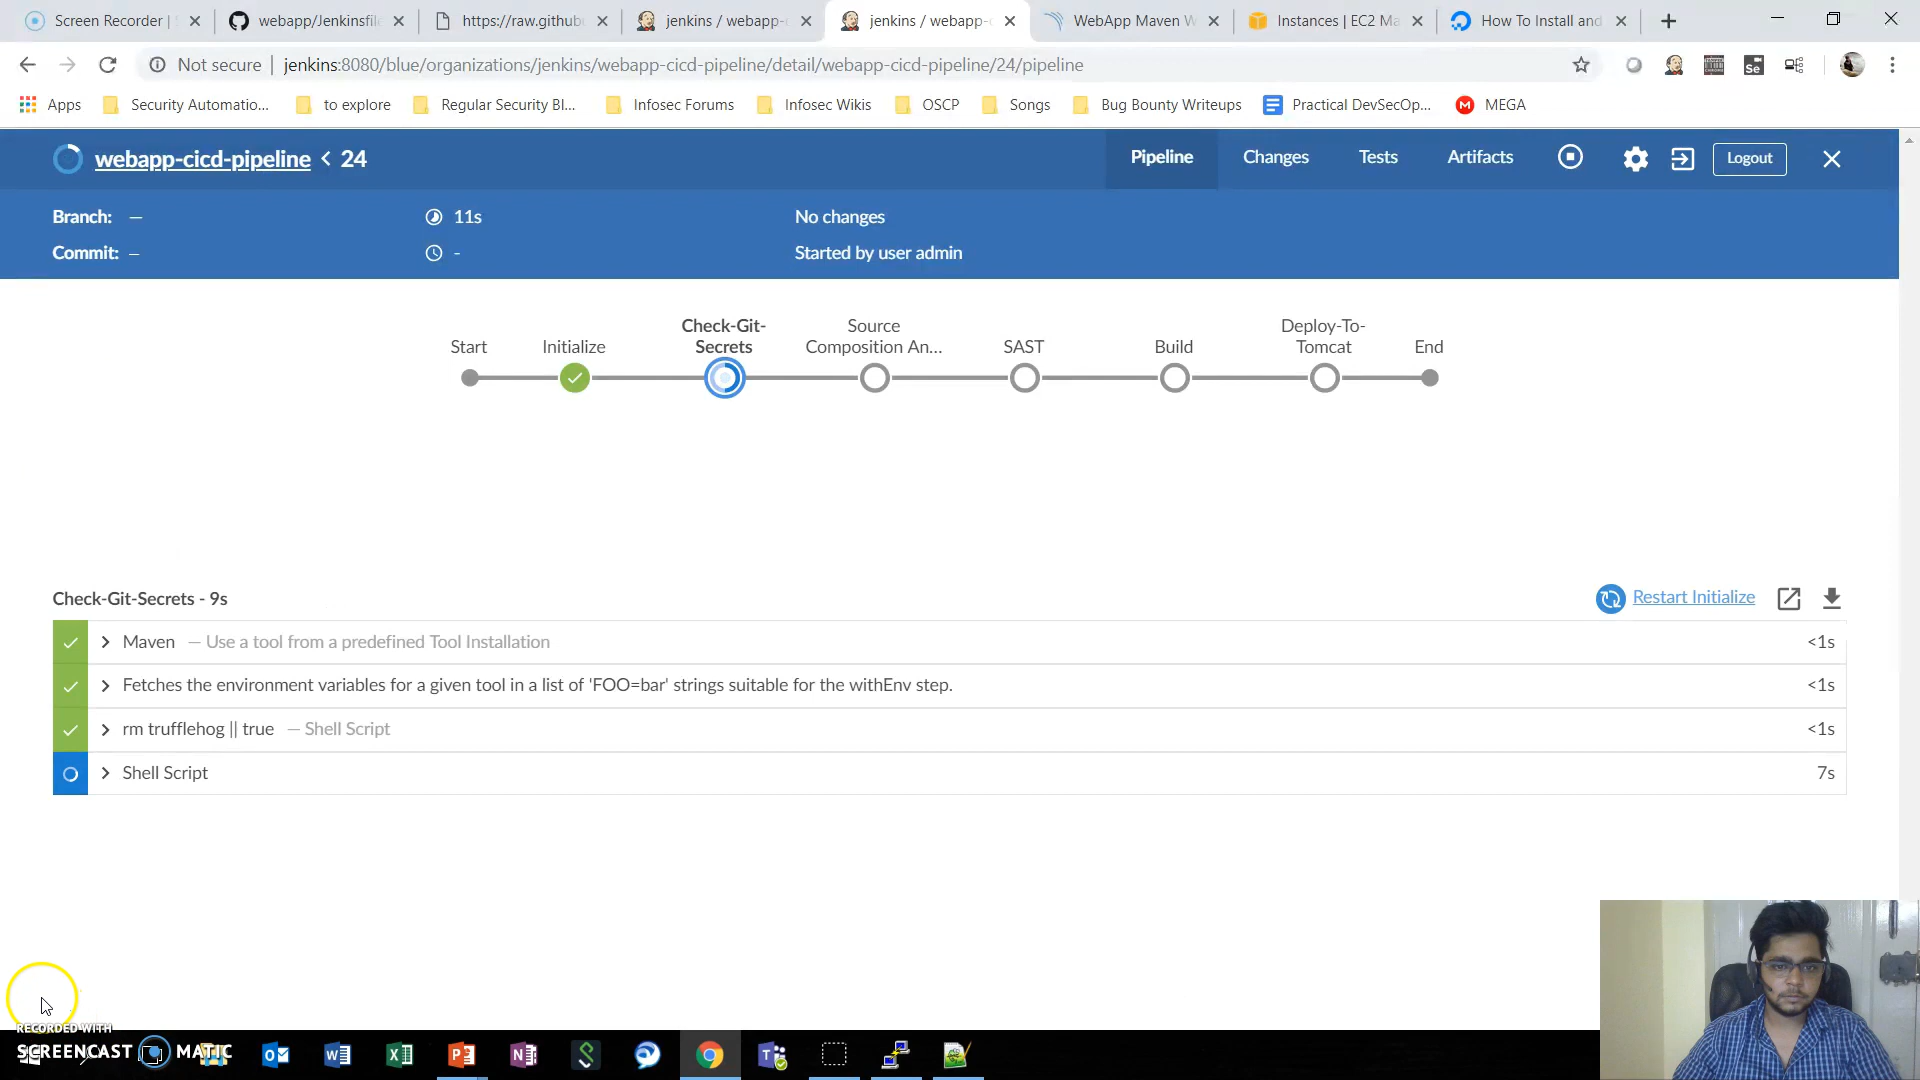 Screen Recorder | S
webapp/Jenkinsfile
https://raw.githubu
jenkins / webapp-c
jenkins / webapp-c
WebApp Maven W
Instances | EC2 Ma
How To Install and
Not secure
jenkins:8080/blue/organizations/jenkins/webapp-cicd-pipeline/detail/webapp-cicd-pipeline/24/pipeline
Se
Apps
Security Automatio...
to explore
Regular Security Bl...
Infosec Forums
Infosec Wikis
OSCP
Songs
Bug Bounty Writeups
Practical DevSecOp...
M MEGA
webapp-cicd-pipeline < 24
Pipeline
Changes
Tests
Artifacts
Logout
Branch: —
11s
No changes
Commit: —
-
Started by user admin
Start
Initialize
Check-Git-
Secrets
Source
Composition An...
SAST
Build
Deploy-To-
Tomcat
End
Check-Git-Secrets - 9s
Restart Initialize
Maven — Use a tool from a predefined Tool Installation <1s
Fetches the environment variables for a given tool in a list of 'FOO=bar' strings suitable for the withEnv step. <1s
rm trufflehog || true — Shell Script <1s
Shell Script 7s
RECORDED WITH
SCREENCAST MATIC